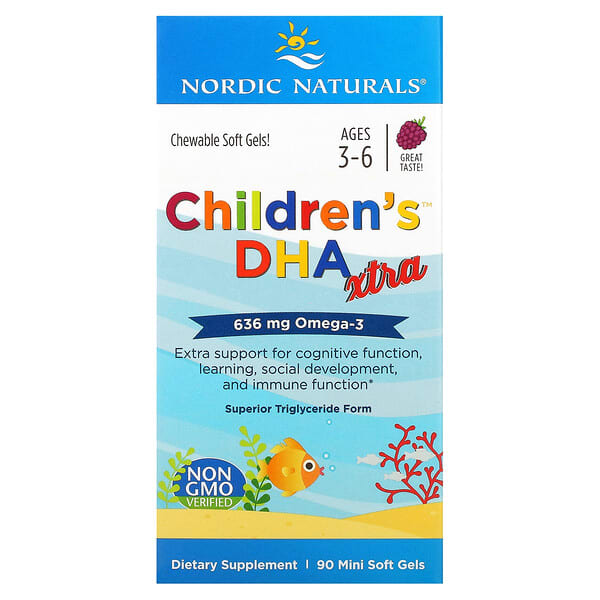 NORDIC NATURALS®
Chewable Soft Gels!
AGES
3-6
GREAT
TASTE!
Children's™
DHA
xtra
636 mg Omega-3
Extra support for cognitive function,
learning, social development,
and immune function*
Superior Triglyceride Form
NON
GMO
VERIFIED
Dietary Supplement | 90 Mini Soft Gels